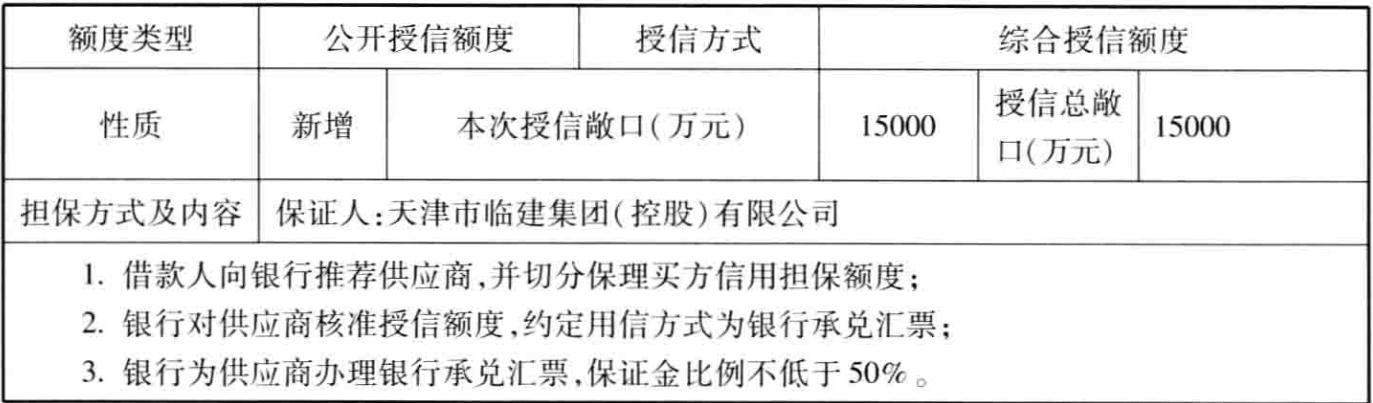 额度类型 公开授信额度 授信方式 综合授信额度
性质 新增 本次授信敞口(万元) 15000 授信总敞口(万元) 15000
担保方式及内容 保证人:天津市临建集团(控股)有限公司
1. 借款人向银行推荐供应商,并切分保理买方信用担保额度;
2. 银行对供应商核准授信额度,约定用信方式为银行承兑汇票;
3. 银行为供应商办理银行承兑汇票,保证金比例不低于50%。